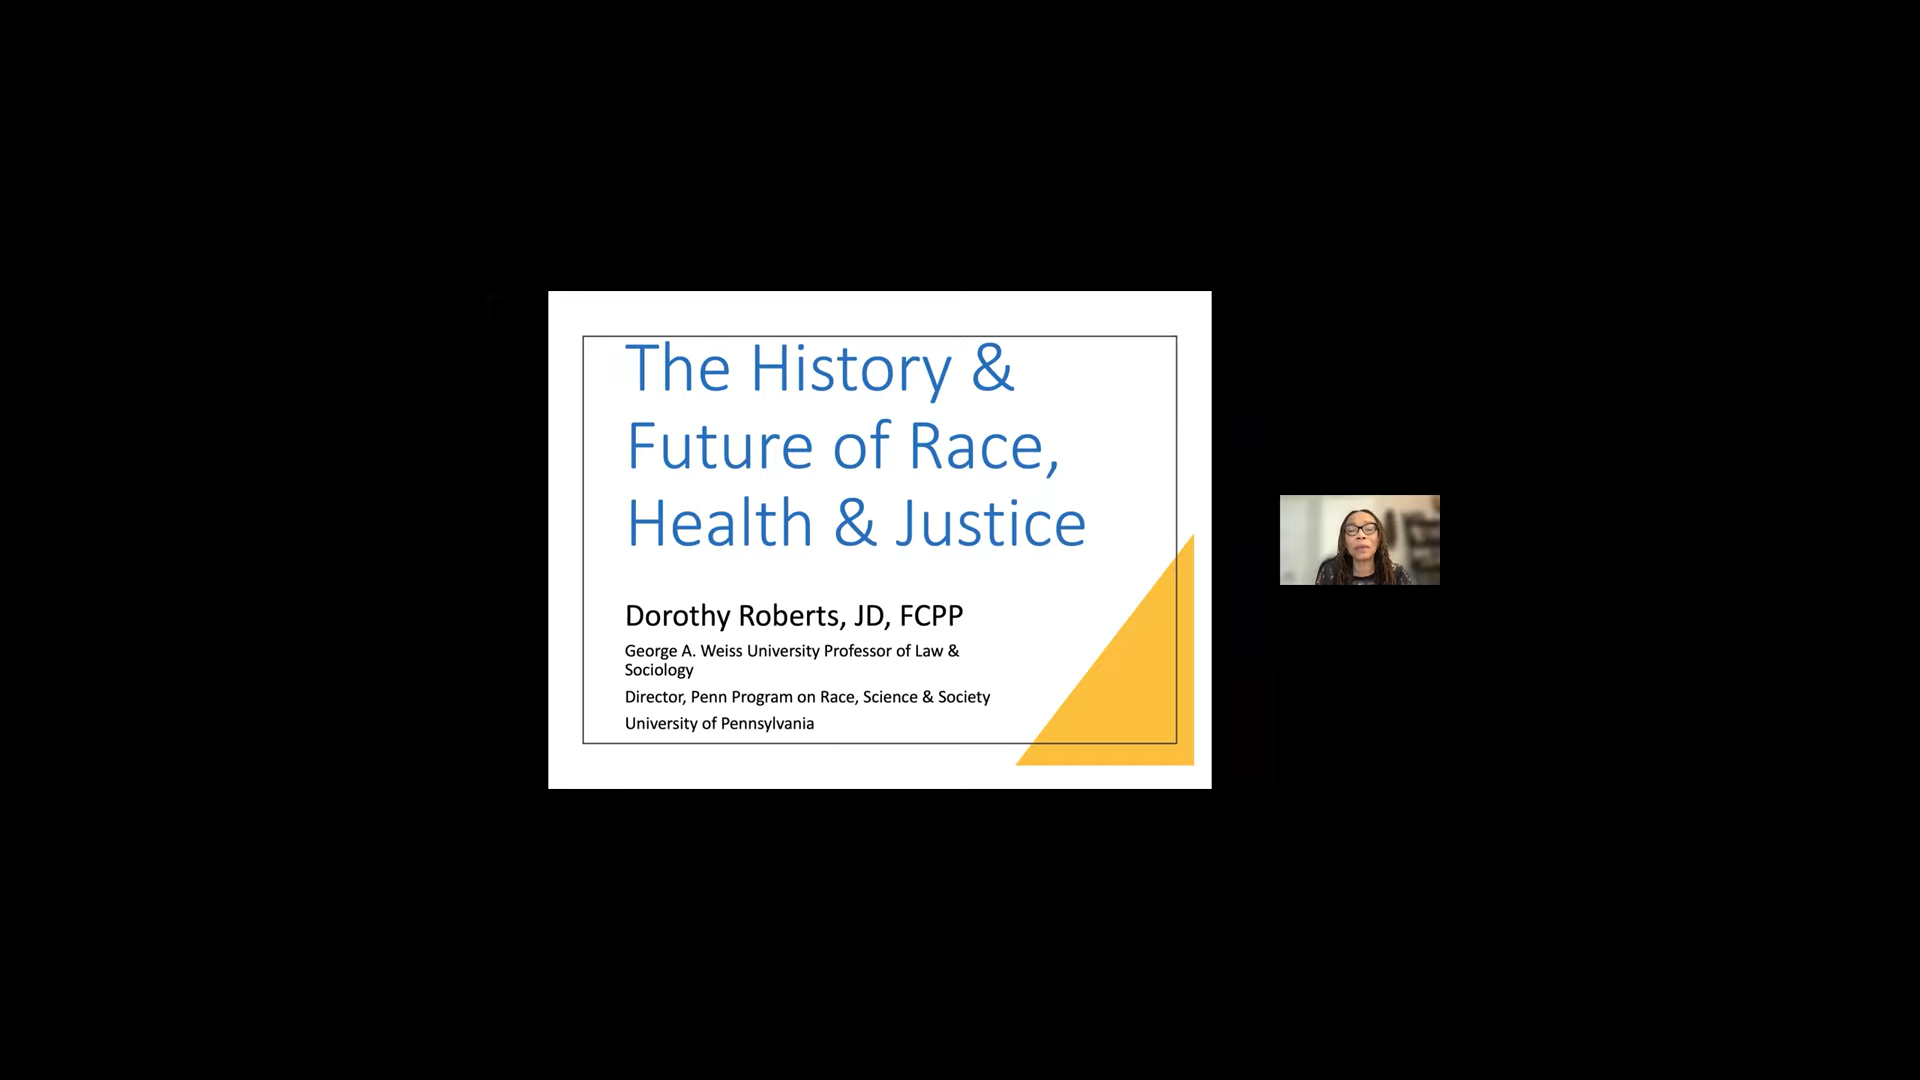 The History &
Future of Race,
Health & Justice
Dorothy Roberts, JD, FCPP
George A. Weiss University Professor of Law &
Sociology
Director, Penn Program on Race, Science & Society
University of Pennsylvania